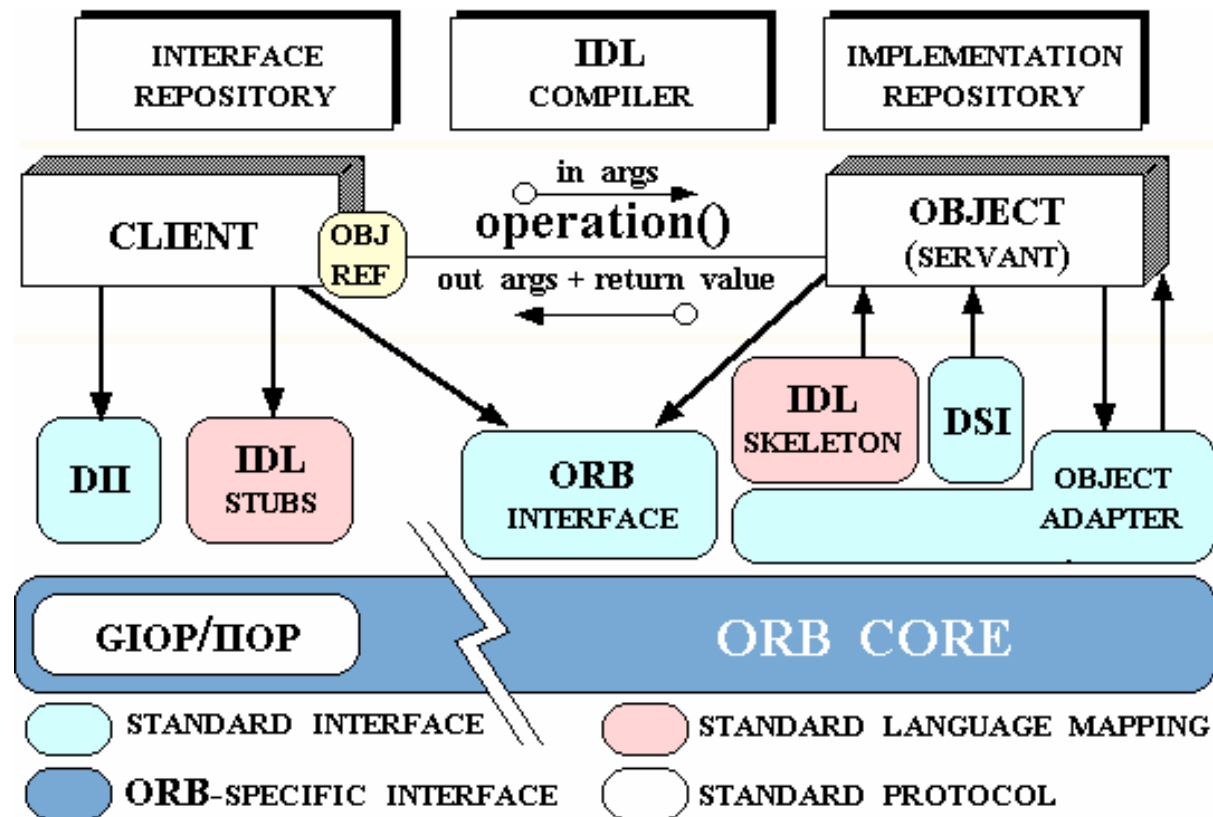 INTERFACE
REPOSITORY
IDL
COMPILER
IMPLEMENTATION
REPOSITORY
in args
operation()
out args + return value
CLIENT
OBJ
REF
OBJECT
(SERVANT)
DII
IDL
STUBS
ORB
INTERFACE
IDL
SKELETON
DSI
OBJECT
ADAPTER
GIOP/IIOP
ORB CORE
STANDARD INTERFACE
STANDARD LANGUAGE MAPPING
ORB-SPECIFIC INTERFACE
STANDARD PROTOCOL